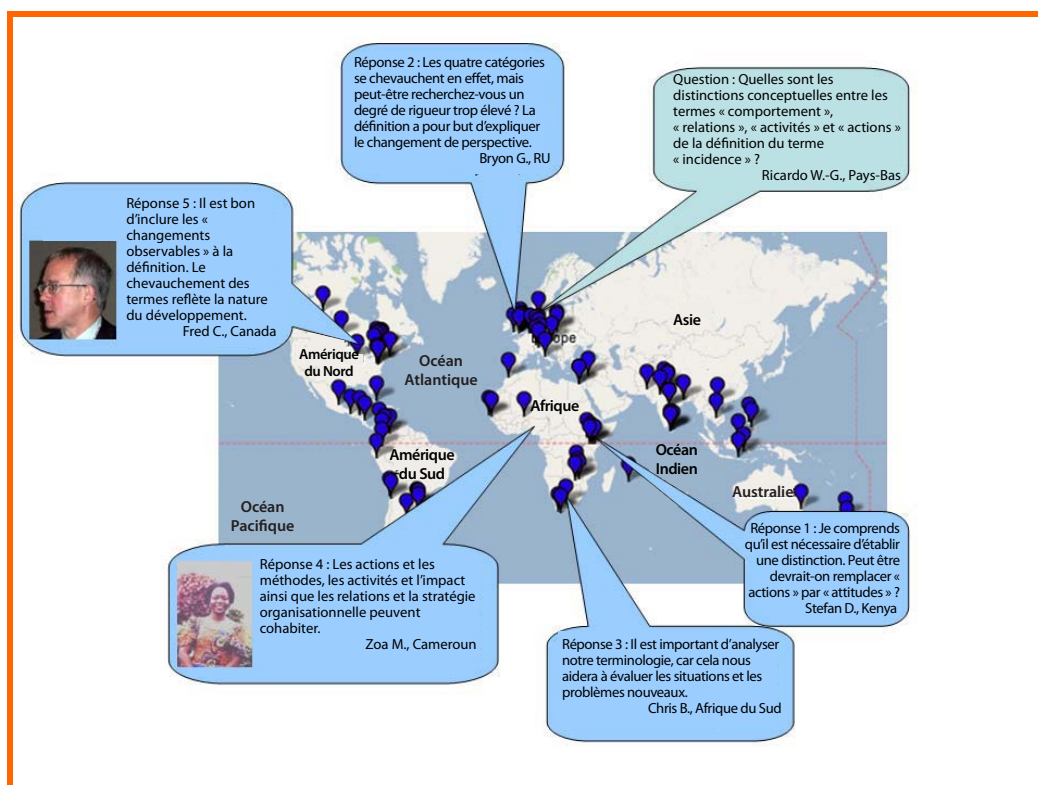 Réponse 2 : Les quatre catégories
se chevauchent en effet, mais
peut-être recherchez-vous un
degré de rigueur trop élevé ? La
définition a pour but d'expliquer
le changement de perspective.
Bryon G., RU
Question : Quelles sont les
distinctions conceptuelles entre les
termes « comportement »,
« relations », « activités » et « actions »
de la définition du terme
« incidence » ?
Ricardo W.-G., Pays-Bas
Réponse 5 : Il est bon
d'inclure les «
changements
observables » à la
définition. Le
chevauchement des
termes reflète la nature
du développement.
Fred C., Canada
Asie
Amérique
du Nord
Océan
Atlantique
Afrique
Amérique
du Sud
Océan
Indien
Australie
Océan
Pacifique
Réponse 4 : Les actions et les
méthodes, les activités et l'impact
ainsi que les relations et la stratégie
organisationnelle peuvent
cohabiter.
Zoa M., Cameroun
Réponse 1 : Je comprends
qu'il est nécessaire d'établir
une distinction. Peut être
devrait-on remplacer «
actions » par « attitudes » ?
Stefan D., Kenya
Réponse 3 : Il est important d'analyser
notre terminologie, car cela nous
aidera à évaluer les situations et les
problèmes nouveaux.
Chris B., Afrique du Sud